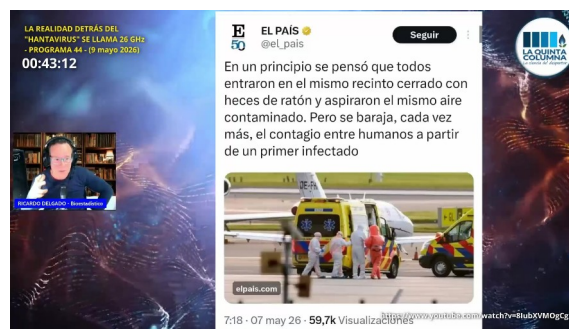 LA REALIDAD DETRÁS DEL
"HANTAVIRUS" SE LLAMA 26 GHz
- PROGRAMA 44 - (9 mayo 2026)
00:43:12
RICARDO DELGADO - Bioestadístico
E
50
EL PAÍS
@el_pais
Seguir
En un principio se pensó que todos
entraron en el mismo recinto cerrado con
heces de ratón y aspiraron el mismo aire
contaminado. Pero se baraja, cada vez
más, el contagio entre humanos a partir
de un primer infectado
elpais.com
7:18 · 07 may 26 · 59,7k Visualizaciones
LA QUINTA
COLUMNA
https://www.youtube.com/watch?v=8IubXVMOgCg